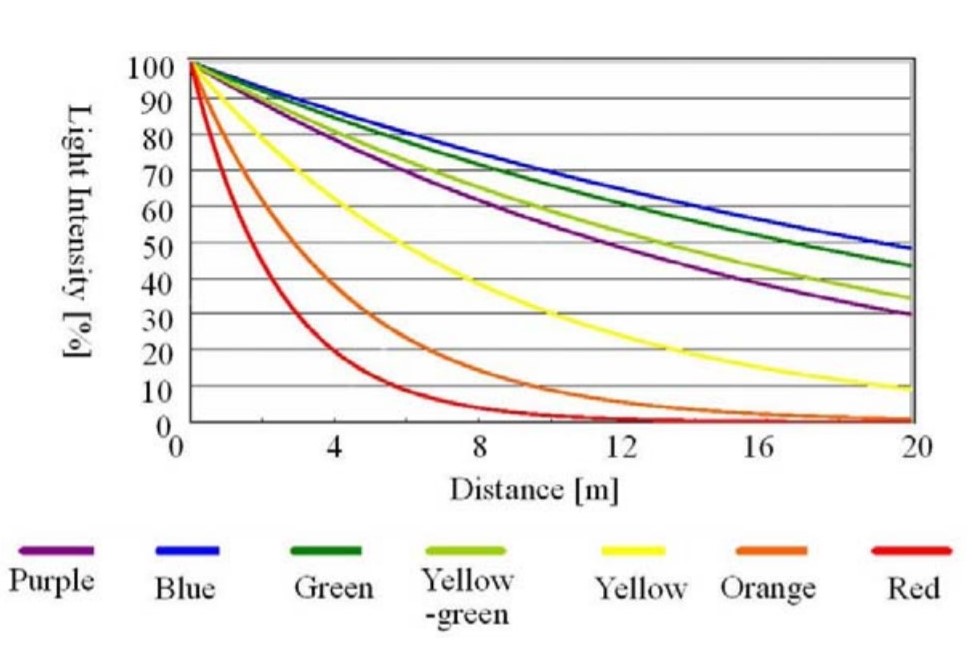 Light Intensity [%]
100
90
80
70
60
50
40
30
20
10
0
0 4 8 12 16 20
Distance [m]
Purple Blue Green Yellow -green Yellow Orange Red